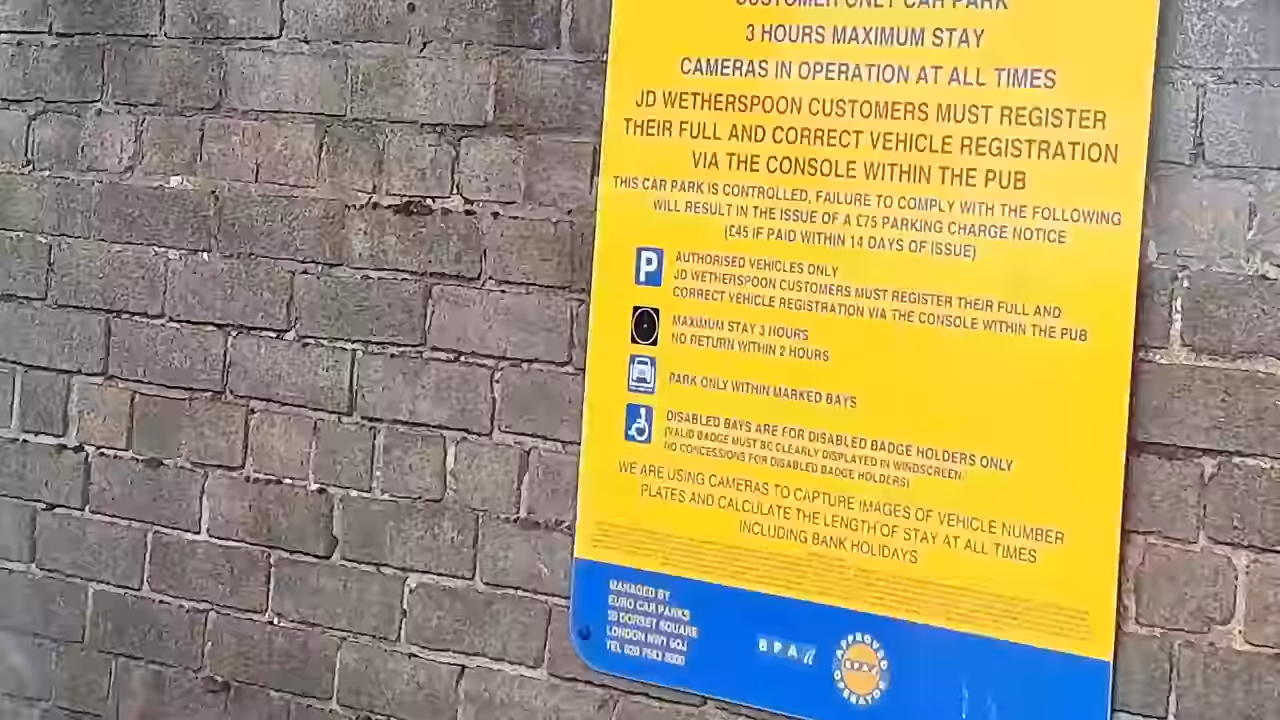 CUSTOMER ONLY CAR PARK
3 HOURS MAXIMUM STAY
CAMERAS IN OPERATION AT ALL TIMES
JD WETHERSPOON CUSTOMERS MUST REGISTER
THEIR FULL AND CORRECT VEHICLE REGISTRATION
VIA THE CONSOLE WITHIN THE PUB
THIS CAR PARK IS CONTROLLED, FAILURE TO COMPLY WITH THE FOLLOWING
WILL RESULT IN THE ISSUE OF A £75 PARKING CHARGE NOTICE
(£45 IF PAID WITHIN 14 DAYS OF ISSUE)
P
AUTHORISED VEHICLES ONLY
JD WETHERSPOON CUSTOMERS MUST REGISTER THEIR FULL AND
CORRECT VEHICLE REGISTRATION VIA THE CONSOLE WITHIN THE PUB
MAXIMUM STAY 3 HOURS
NO RETURN WITHIN 2 HOURS
PARK ONLY WITHIN MARKED BAYS
DISABLED BAYS ARE FOR DISABLED BADGE HOLDERS ONLY
(VALID BADGE MUST BE CLEARLY DISPLAYED IN WINDSCREEN.
NO CONCESSIONS FOR DISABLED BADGE HOLDERS)
WE ARE USING CAMERAS TO CAPTURE IMAGES OF VEHICLE NUMBER
PLATES AND CALCULATE THE LENGTH OF STAY AT ALL TIMES
INCLUDING BANK HOLIDAYS
MANAGED BY
EURO CAR PARKS
DORSET SQUARE
LONDON NW1 6QJ
TEL 020
BPA
APPROVED
BPA
OPERATOR